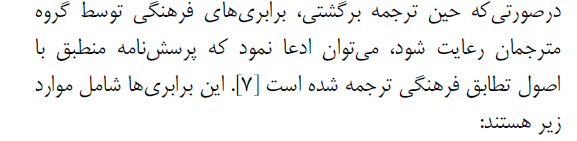 درصورتی‌که حین ترجمه برگشتی، برابری‌های فرهنگی توسط گروه
مترجمان رعایت شود، می‌توان ادعا نمود که پرسش‌نامه منطبق با
اصول تطابق فرهنگی ترجمه شده است [۷]. این برابری‌ها شامل موارد
زیر هستند: